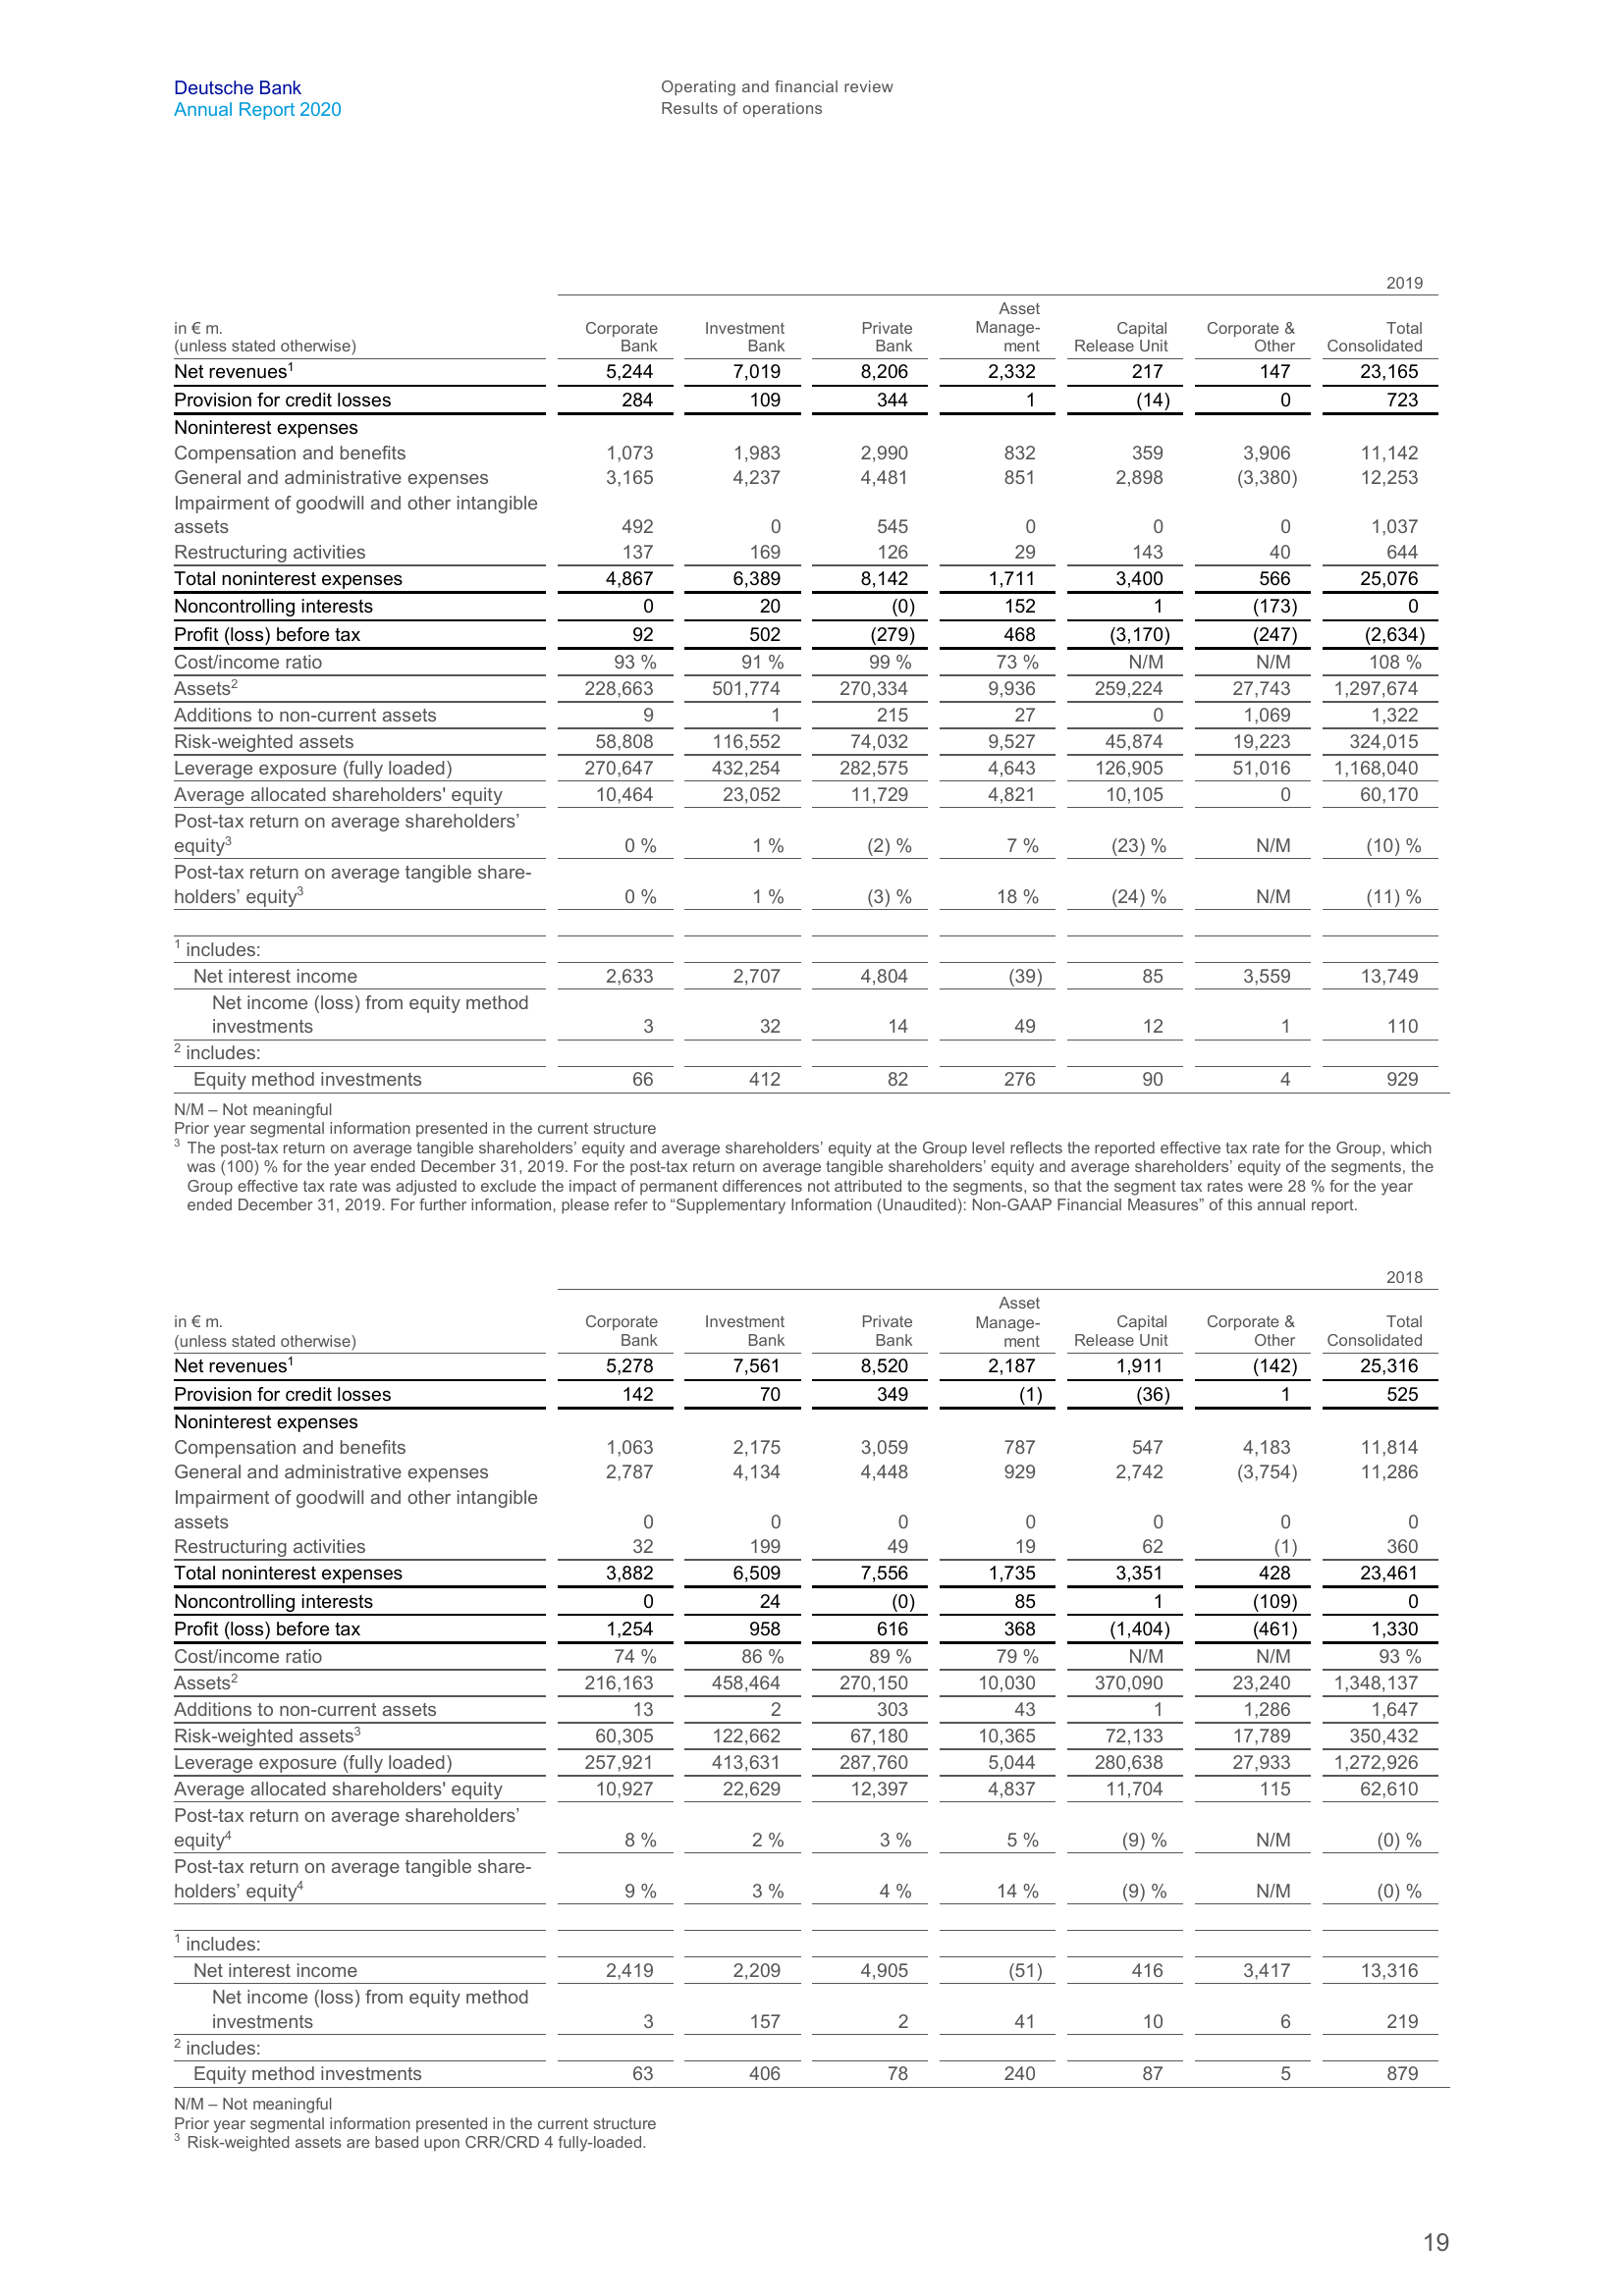 Deutsche Bank
Annual Report 2020
Operating and financial review
Results of operations
2019
in € m.
(unless stated otherwise) Corporate Bank Investment Bank Private Bank Asset Manage-ment Capital Release Unit Corporate & Other Total Consolidated
Net revenues1 5,244 7,019 8,206 2,332 217 147 23,165
Provision for credit losses 284 109 344 1 (14) 0 723
Noninterest expenses
Compensation and benefits 1,073 1,983 2,990 832 359 3,906 11,142
General and administrative expenses 3,165 4,237 4,481 851 2,898 (3,380) 12,253
Impairment of goodwill and other intangible
assets 492 0 545 0 0 0 1,037
Restructuring activities 137 169 126 29 143 40 644
Total noninterest expenses 4,867 6,389 8,142 1,711 3,400 566 25,076
Noncontrolling interests 0 20 (0) 152 1 (173) 0
Profit (loss) before tax 92 502 (279) 468 (3,170) (247) (2,634)
Cost/income ratio 93 % 91 % 99 % 73 % N/M N/M 108 %
Assets2 228,663 501,774 270,334 9,936 259,224 27,743 1,297,674
Additions to non-current assets 9 1 215 27 0 1,069 1,322
Risk-weighted assets 58,808 116,552 74,032 9,527 45,874 19,223 324,015
Leverage exposure (fully loaded) 270,647 432,254 282,575 4,643 126,905 51,016 1,168,040
Average allocated shareholders' equity 10,464 23,052 11,729 4,821 10,105 0 60,170
Post-tax return on average shareholders’
equity3 0 % 1 % (2) % 7 % (23) % N/M (10) %
Post-tax return on average tangible share-
holders’ equity3 0 % 1 % (3) % 18 % (24) % N/M (11) %
1 includes:
Net interest income 2,633 2,707 4,804 (39) 85 3,559 13,749
Net income (loss) from equity method
investments 3 32 14 49 12 1 110
2 includes:
Equity method investments 66 412 82 276 90 4 929
N/M – Not meaningful
Prior year segmental information presented in the current structure
3 The post-tax return on average tangible shareholders’ equity and average shareholders’ equity at the Group level reflects the reported effective tax rate for the Group, which
was (100) % for the year ended December 31, 2019. For the post-tax return on average tangible shareholders’ equity and average shareholders’ equity of the segments, the
Group effective tax rate was adjusted to exclude the impact of permanent differences not attributed to the segments, so that the segment tax rates were 28 % for the year
ended December 31, 2019. For further information, please refer to “Supplementary Information (Unaudited): Non-GAAP Financial Measures” of this annual report.
2018
in € m.
(unless stated otherwise) Corporate Bank Investment Bank Private Bank Asset Manage-ment Capital Release Unit Corporate & Other Total Consolidated
Net revenues1 5,278 7,561 8,520 2,187 1,911 (142) 25,316
Provision for credit losses 142 70 349 (1) (36) 1 525
Noninterest expenses
Compensation and benefits 1,063 2,175 3,059 787 547 4,183 11,814
General and administrative expenses 2,787 4,134 4,448 929 2,742 (3,754) 11,286
Impairment of goodwill and other intangible
assets 0 0 0 0 0 0 0
Restructuring activities 32 199 49 19 62 (1) 360
Total noninterest expenses 3,882 6,509 7,556 1,735 3,351 428 23,461
Noncontrolling interests 0 24 (0) 85 1 (109) 0
Profit (loss) before tax 1,254 958 616 368 (1,404) (461) 1,330
Cost/income ratio 74 % 86 % 89 % 79 % N/M N/M 93 %
Assets2 216,163 458,464 270,150 10,030 370,090 23,240 1,348,137
Additions to non-current assets 13 2 303 43 1 1,286 1,647
Risk-weighted assets3 60,305 122,662 67,180 10,365 72,133 17,789 350,432
Leverage exposure (fully loaded) 257,921 413,631 287,760 5,044 280,638 27,933 1,272,926
Average allocated shareholders' equity 10,927 22,629 12,397 4,837 11,704 115 62,610
Post-tax return on average shareholders’
equity4 8 % 2 % 3 % 5 % (9) % N/M (0) %
Post-tax return on average tangible share-
holders’ equity4 9 % 3 % 4 % 14 % (9) % N/M (0) %
1 includes:
Net interest income 2,419 2,209 4,905 (51) 416 3,417 13,316
Net income (loss) from equity method
investments 3 157 2 41 10 6 219
2 includes:
Equity method investments 63 406 78 240 87 5 879
N/M – Not meaningful
Prior year segmental information presented in the current structure
3 Risk-weighted assets are based upon CRR/CRD 4 fully-loaded.
19